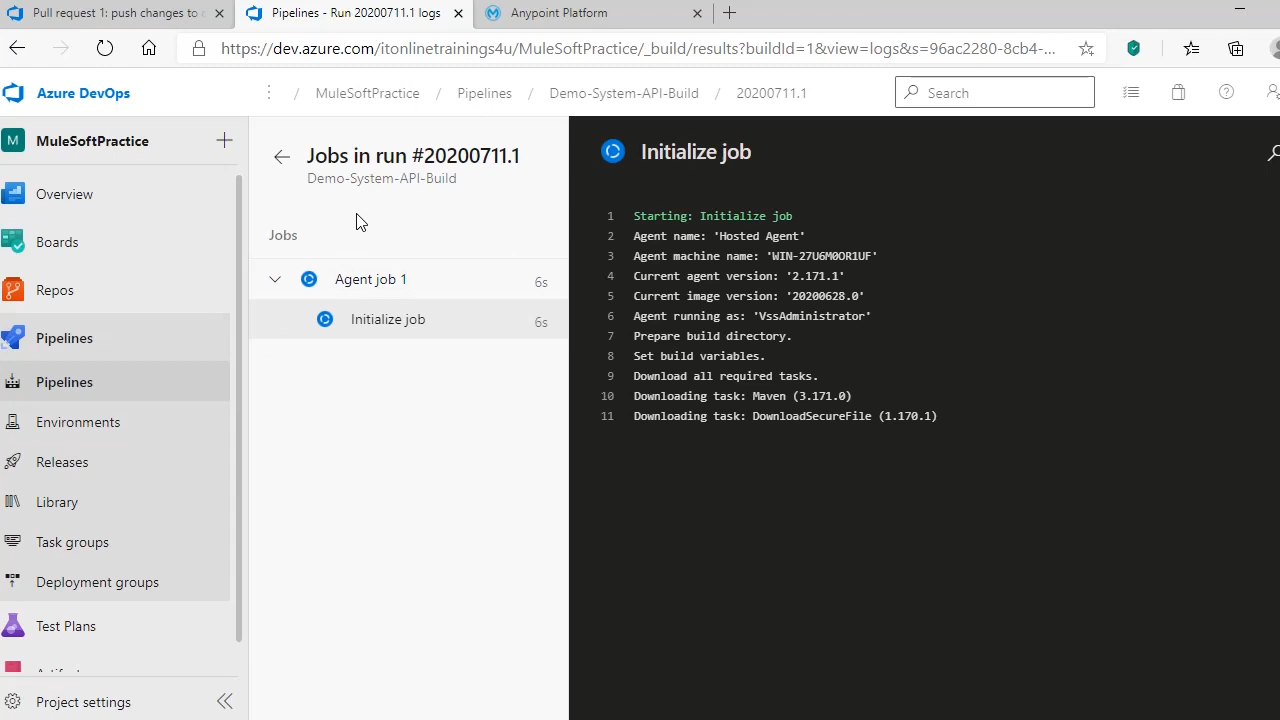 Pull request 1: push changes to
Pipelines - Run 20200711.1 logs
Anypoint Platform
https://dev.azure.com/itonlinetrainings4u/MuleSoftPractice/_build/results?buildId=1&view=logs&s=96ac2280-8cb4-...
Azure DevOps
/ MuleSoftPractice / Pipelines / Demo-System-API-Build / 20200711.1
Search
M MuleSoftPractice
Overview
Boards
Repos
Pipelines
Pipelines
Environments
Releases
Library
Task groups
Deployment groups
Test Plans
Project settings
Jobs in run #20200711.1
Demo-System-API-Build
Jobs
Agent job 1 6s
Initialize job 6s
Initialize job
1 Starting: Initialize job
2 Agent name: 'Hosted Agent'
3 Agent machine name: 'WIN-27U6M0OR1UF'
4 Current agent version: '2.171.1'
5 Current image version: '20200628.0'
6 Agent running as: 'VssAdministrator'
7 Prepare build directory.
8 Set build variables.
9 Download all required tasks.
10 Downloading task: Maven (3.171.0)
11 Downloading task: DownloadSecureFile (1.170.1)